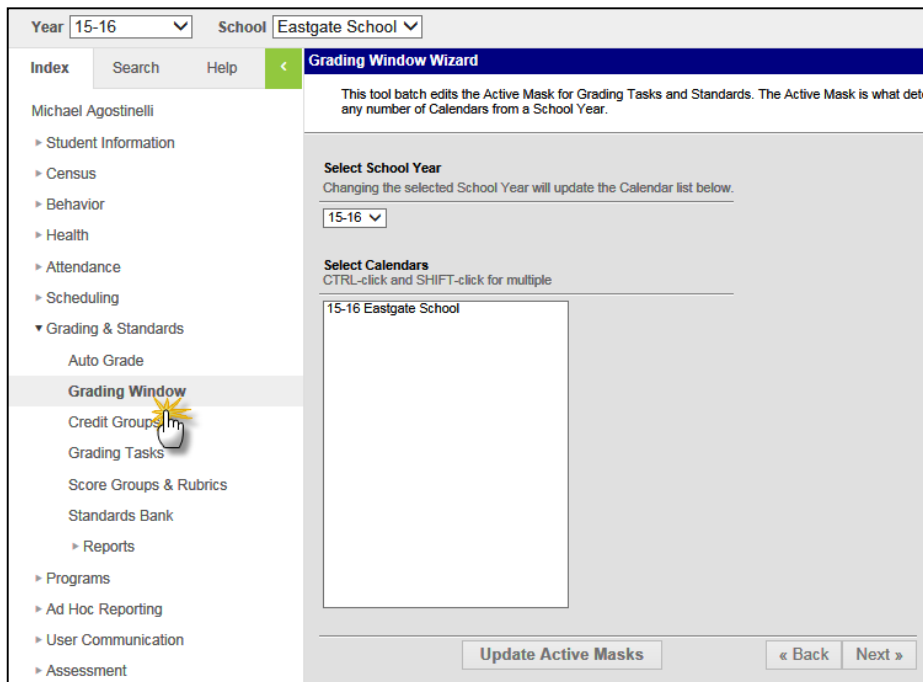 Year 15-16 School Eastgate School
Index Search Help
Michael Agostinelli
Student Information
Census
Behavior
Health
Attendance
Scheduling
Grading & Standards
Auto Grade
Grading Window
Credit Groups
Grading Tasks
Score Groups & Rubrics
Standards Bank
Reports
Programs
Ad Hoc Reporting
User Communication
Assessment
Grading Window Wizard
This tool batch edits the Active Mask for Grading Tasks and Standards. The Active Mask is what
any number of Calendars from a School Year.
Select School Year
Changing the selected School Year will update the Calendar list below.
15-16
Select Calendars
CTRL-click and SHIFT-click for multiple
15-16 Eastgate School
Update Active Masks « Back Next »